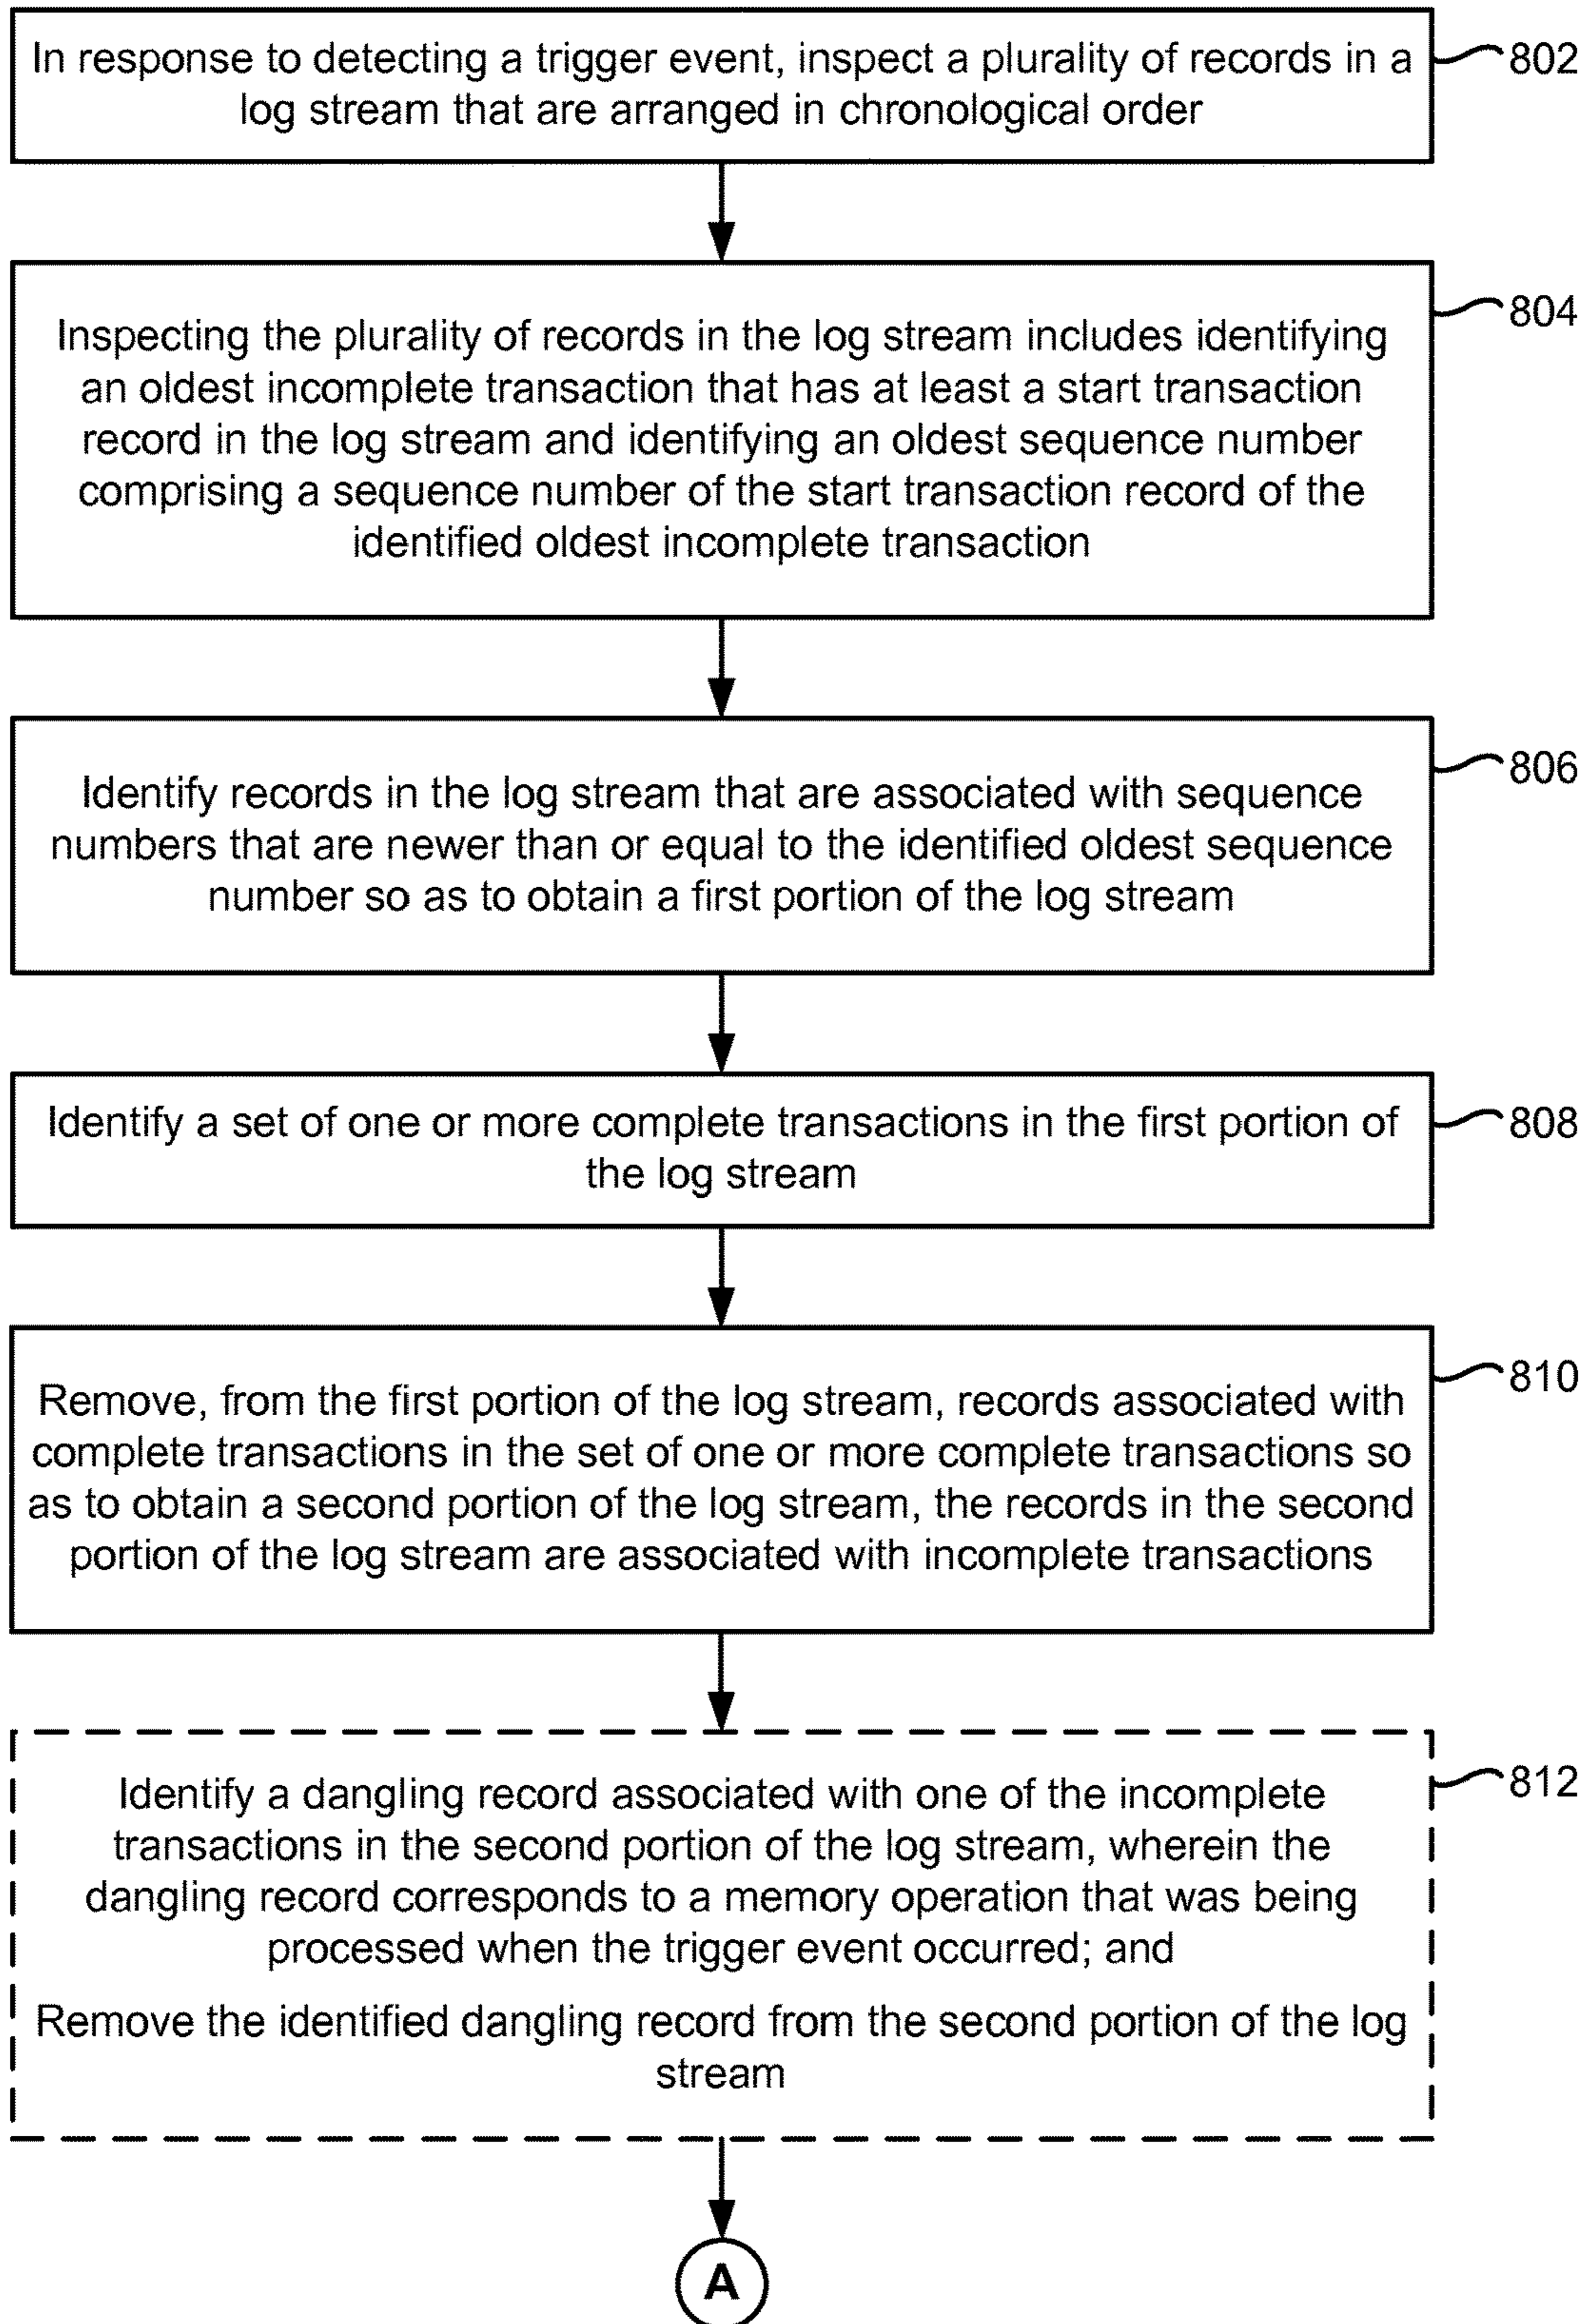 In response to detecting a trigger event, inspect a plurality of records in a
log stream that are arranged in chronological order
802
Inspecting the plurality of records in the log stream includes identifying
an oldest incomplete transaction that has at least a start transaction
record in the log stream and identifying an oldest sequence number
comprising a sequence number of the start transaction record of the
identified oldest incomplete transaction
804
Identify records in the log stream that are associated with sequence
numbers that are newer than or equal to the identified oldest sequence
number so as to obtain a first portion of the log stream
806
Identify a set of one or more complete transactions in the first portion of
the log stream
808
Remove, from the first portion of the log stream, records associated with
complete transactions in the set of one or more complete transactions so
as to obtain a second portion of the log stream, the records in the second
portion of the log stream are associated with incomplete transactions
810
Identify a dangling record associated with one of the incomplete
transactions in the second portion of the log stream, wherein the
dangling record corresponds to a memory operation that was being
processed when the trigger event occurred; and
Remove the identified dangling record from the second portion of the log
stream
812
A